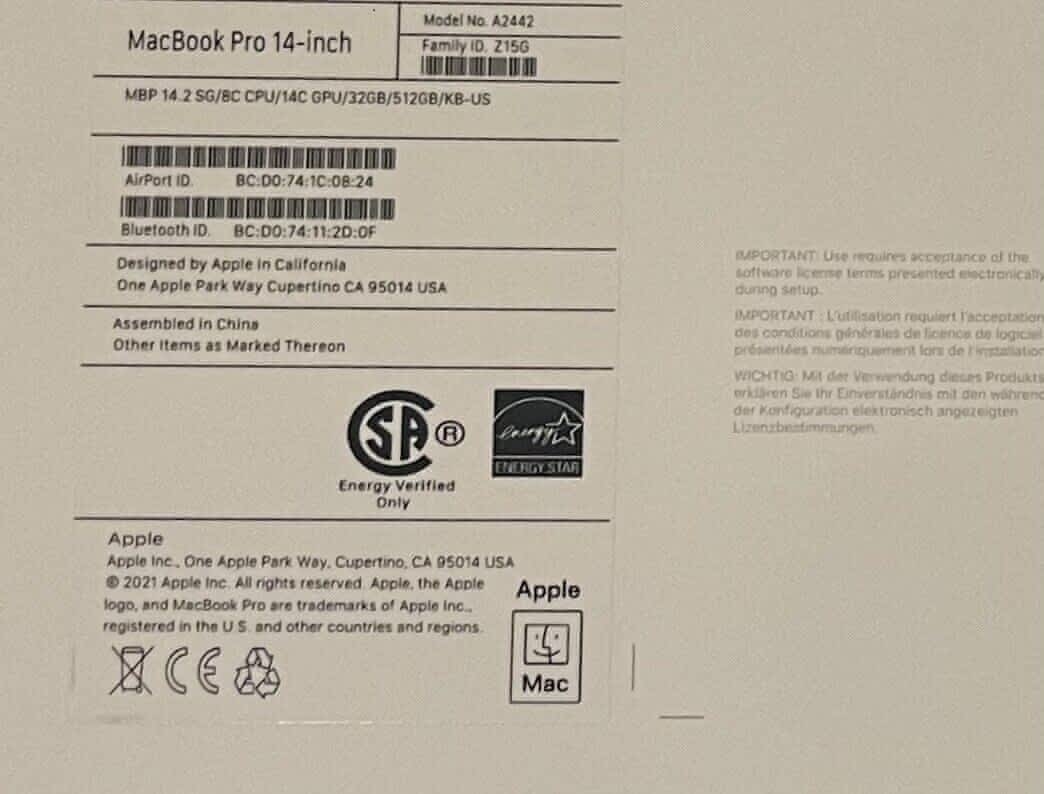 MacBook Pro 14-inch
Model No. A2442
Family ID. Z15G
MBP 14.2 SG/8C CPU/14C GPU/32GB/512GB/KB-US
AirPort ID. BC:D0:74:1C:08:24
Bluetooth ID. BC:D0:74:11:2D:0F
Designed by Apple in California
One Apple Park Way Cupertino CA 95014 USA
Assembled in China
Other Items as Marked Thereon
SA ®
Energy Verified
Only
energy
ENERGY STAR
Apple
Apple Inc., One Apple Park Way, Cupertino, CA 95014 USA
© 2021 Apple Inc. All rights reserved. Apple, the Apple
logo, and MacBook Pro are trademarks of Apple Inc.,
registered in the U.S. and other countries and regions.
CE
Apple
Mac
IMPORTANT: Use requires acceptance of the
software license terms presented electronically
during setup.
IMPORTANT : L'utilisation requiert l'acceptation
des conditions générales de licence de logiciel
présentées numériquement lors de l'installation
WICHTIG: Mit der Verwendung dieses Produkts
erklären Sie Ihr Einverständnis mit den während
der Konfiguration elektronisch angezeigten
Lizenzbestimmungen.